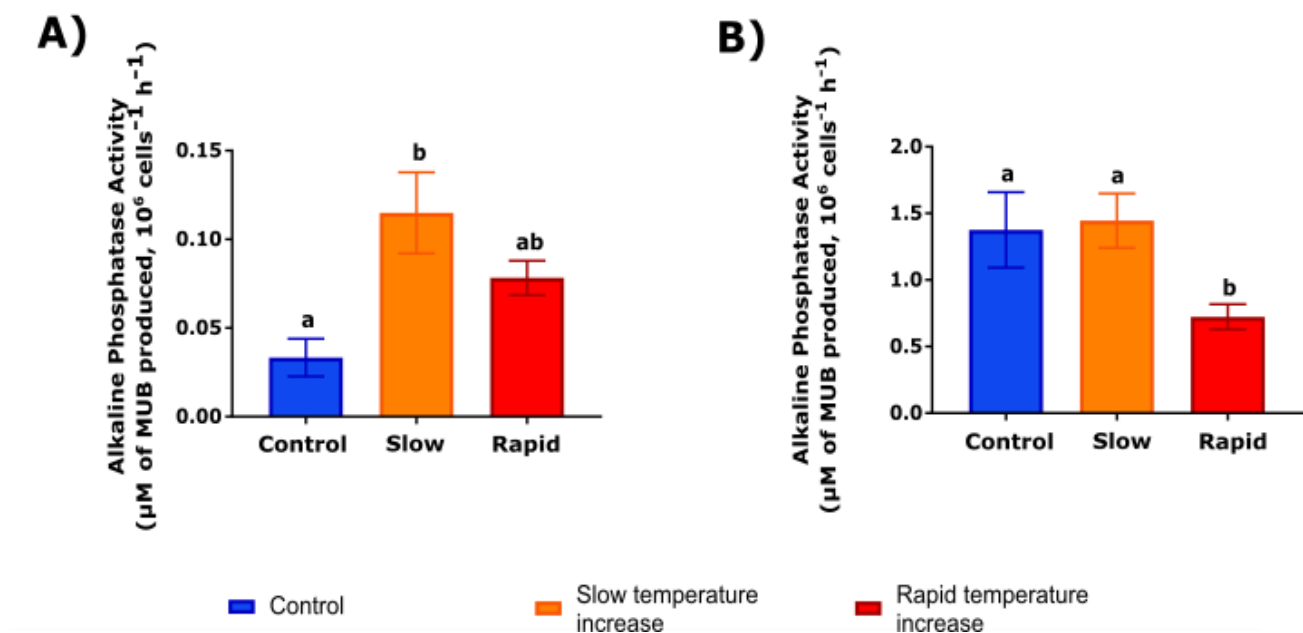 A)
Alkaline Phosphatase Activity
(µM of MUB produced, 10⁶ cells⁻¹ h⁻¹)
0.15
0.10
0.05
0.00
a
b
ab
Control
Slow
Rapid
B)
Alkaline Phosphatase Activity
(µM of MUB produced, 10⁶ cells⁻¹ h⁻¹)
2.0
1.5
1.0
0.5
0.0
a
a
b
Control
Slow
Rapid
Control
Slow temperature
increase
Rapid temperature
increase